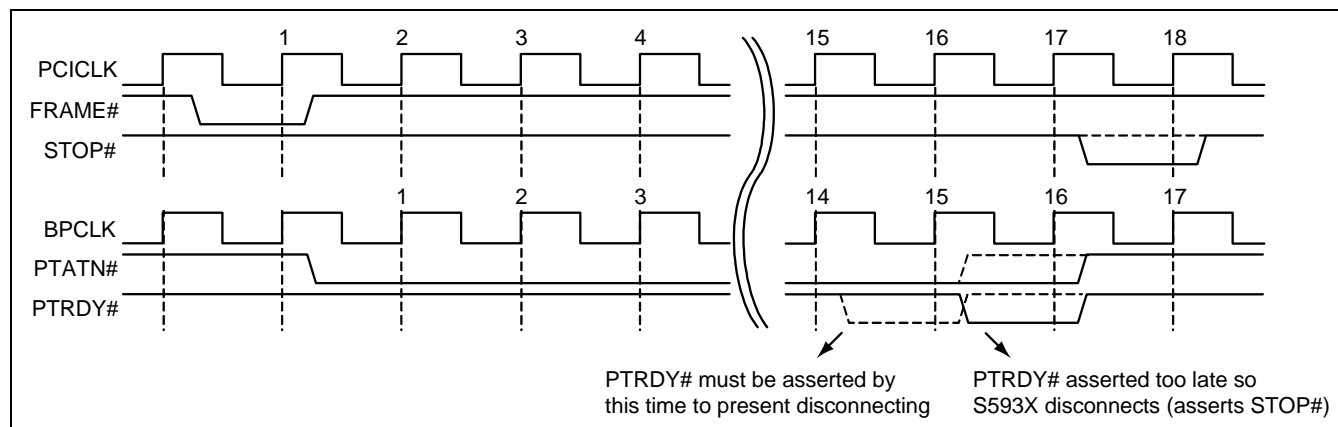 1 2 3 4 15 16 17 18
PCICLK
FRAME#
STOP#
1 2 3 14 15 16 17
BPCLK
PTATN#
PTRDY#
PTRDY# must be asserted by
this time to present disconnecting
PTRDY# asserted too late so
S593X disconnects (asserts STOP#)